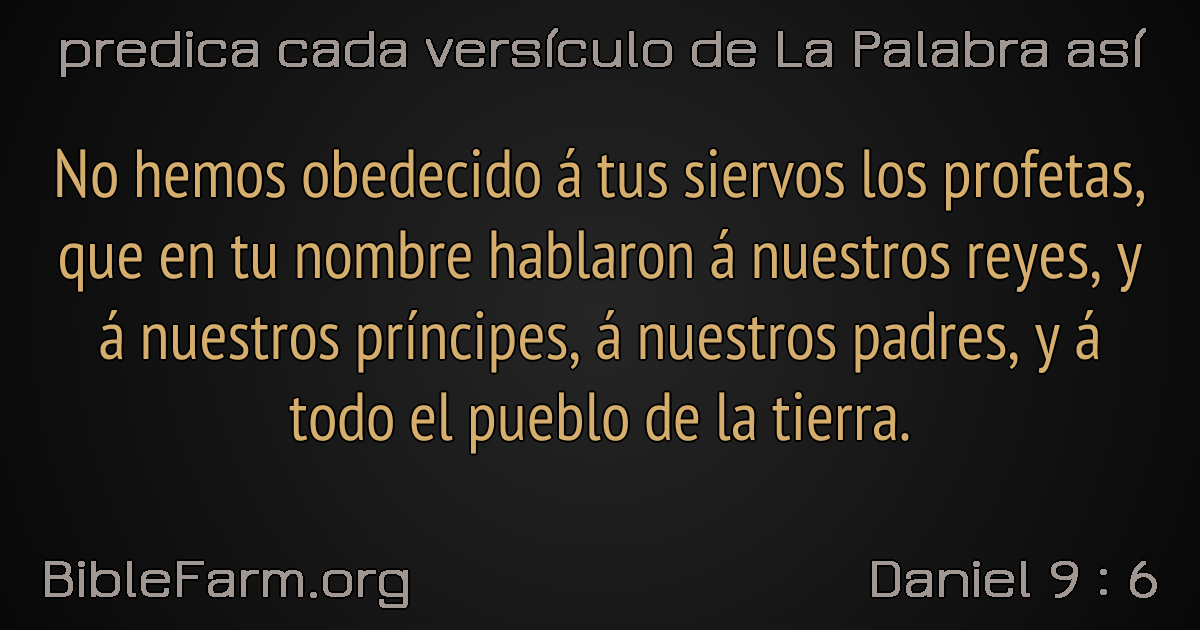 predica cada versículo de La Palabra así
No hemos obedecido á tus siervos los profetas,
que en tu nombre hablaron á nuestros reyes, y
á nuestros príncipes, á nuestros padres, y á
todo el pueblo de la tierra.
BibleFarm.org
Daniel 9 : 6